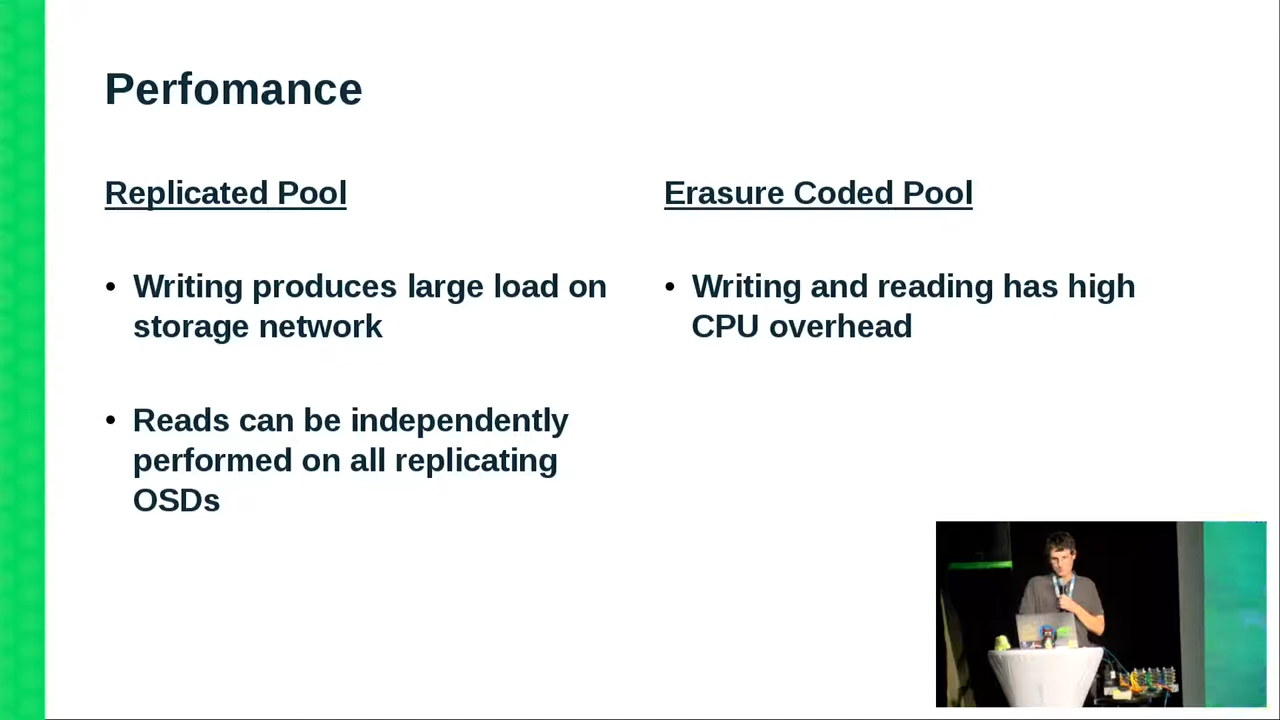 Perfomance
Replicated Pool
• Writing produces large load on
storage network
• Reads can be independently
performed on all replicating
OSDs
Erasure Coded Pool
• Writing and reading has high
CPU overhead